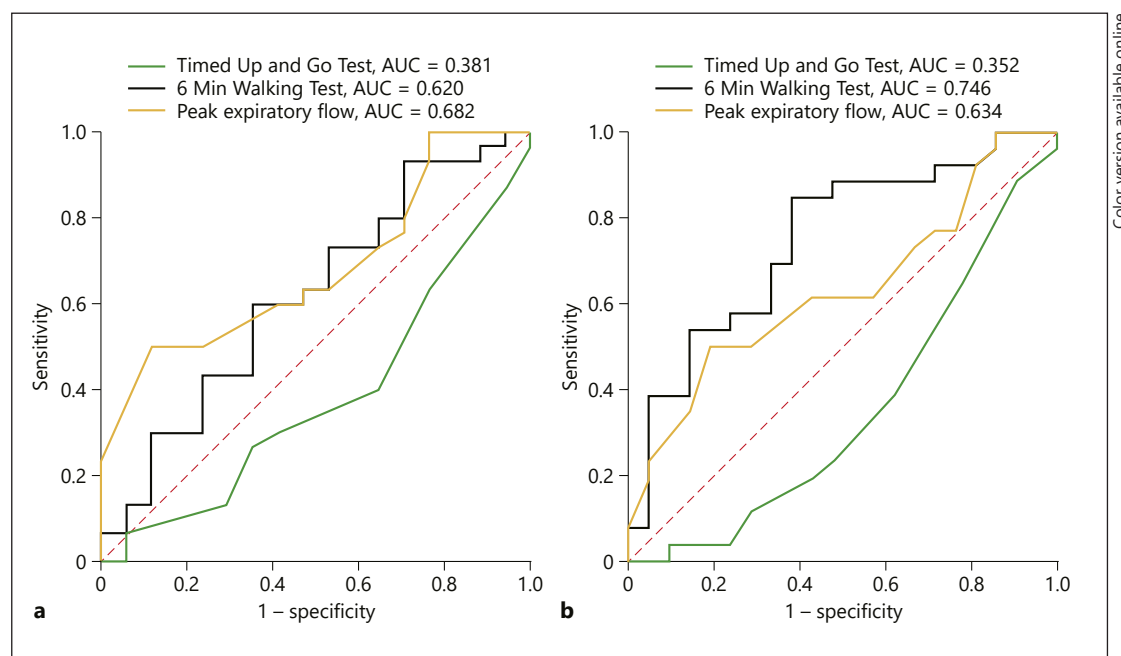 Timed Up and Go Test, AUC = 0.381
6 Min Walking Test, AUC = 0.620
Peak expiratory flow, AUC = 0.682
1.0
0.8
0.6
0.4
0.2
0
Sensitivity
0 0.2 0.4 0.6 0.8 1.0
1 – specificity
a
Timed Up and Go Test, AUC = 0.352
6 Min Walking Test, AUC = 0.746
Peak expiratory flow, AUC = 0.634
1.0
0.8
0.6
0.4
0.2
0
Sensitivity
0 0.2 0.4 0.6 0.8 1.0
1 – specificity
b
Color version available online